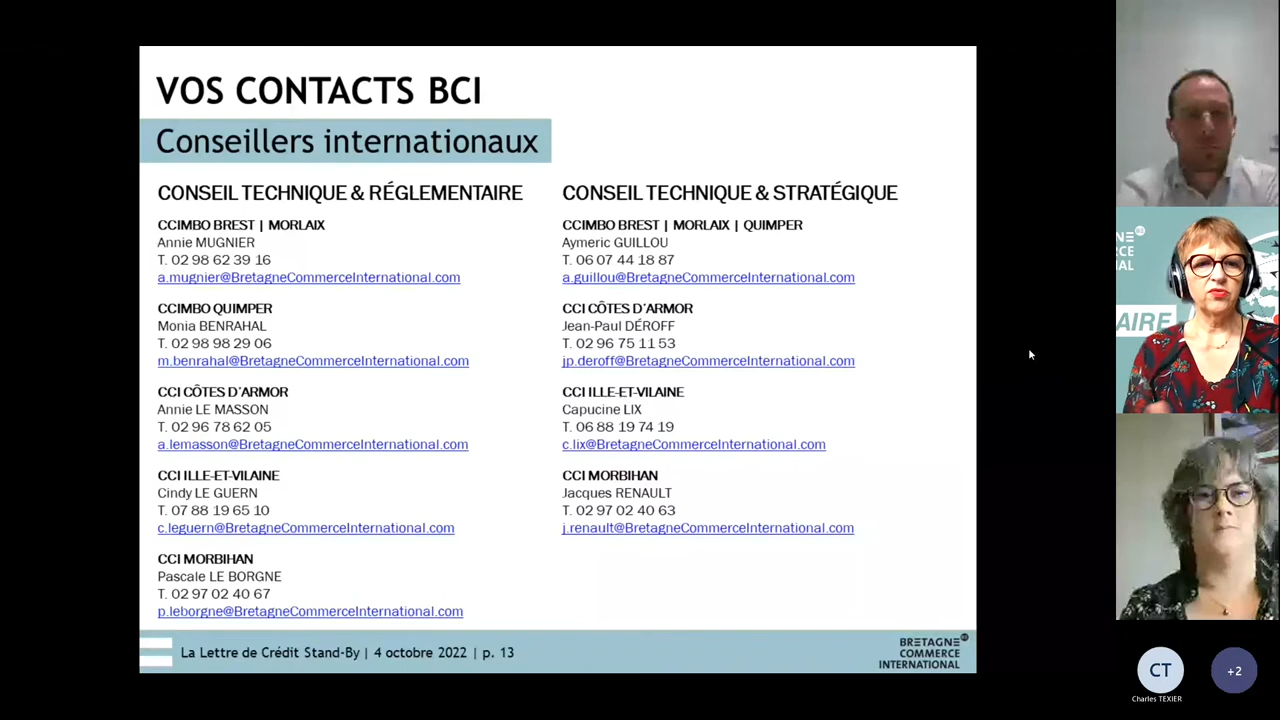 VOS CONTACTS BCI
Conseillers internationaux
CONSEIL TECHNIQUE & RÉGLEMENTAIRE
CCIMBO BREST | MORLAIX
Annie MUGNIER
T. 02 98 62 39 16
a.mugnier@BretagneCommerceInternational.com
CCIMBO QUIMPER
Monia BENRAHAL
T. 02 98 98 29 06
m.benrahal@BretagneCommerceInternational.com
CCI CÔTES D'ARMOR
Annie LE MASSON
T. 02 96 78 62 05
a.lemasson@BretagneCommerceInternational.com
CCI ILLE-ET-VILAINE
Cindy LE GUERN
T. 07 88 19 65 10
c.leguern@BretagneCommerceInternational.com
CCI MORBIHAN
Pascale LE BORGNE
T. 02 97 02 40 67
p.leborgne@BretagneCommerceInternational.com
CONSEIL TECHNIQUE & STRATÉGIQUE
CCIMBO BREST | MORLAIX | QUIMPER
Aymeric GUILLOU
T. 06 07 44 18 87
a.guillou@BretagneCommerceInternational.com
CCI CÔTES D'ARMOR
Jean-Paul DÉROFF
T. 02 96 75 11 53
jp.deroff@BretagneCommerceInternational.com
CCI ILLE-ET-VILAINE
Capucine LIX
T. 06 88 19 74 19
c.lix@BretagneCommerceInternational.com
CCI MORBIHAN
Jacques RENAULT
T. 02 97 02 40 63
j.renault@BretagneCommerceInternational.com
La Lettre de Crédit Stand-By | 4 octobre 2022 | p. 13
BRETAGNE
COMMERCE
INTERNATIONAL
GNE
MERCE
NAL
AIRE
CT
+2
Charles TEXIER